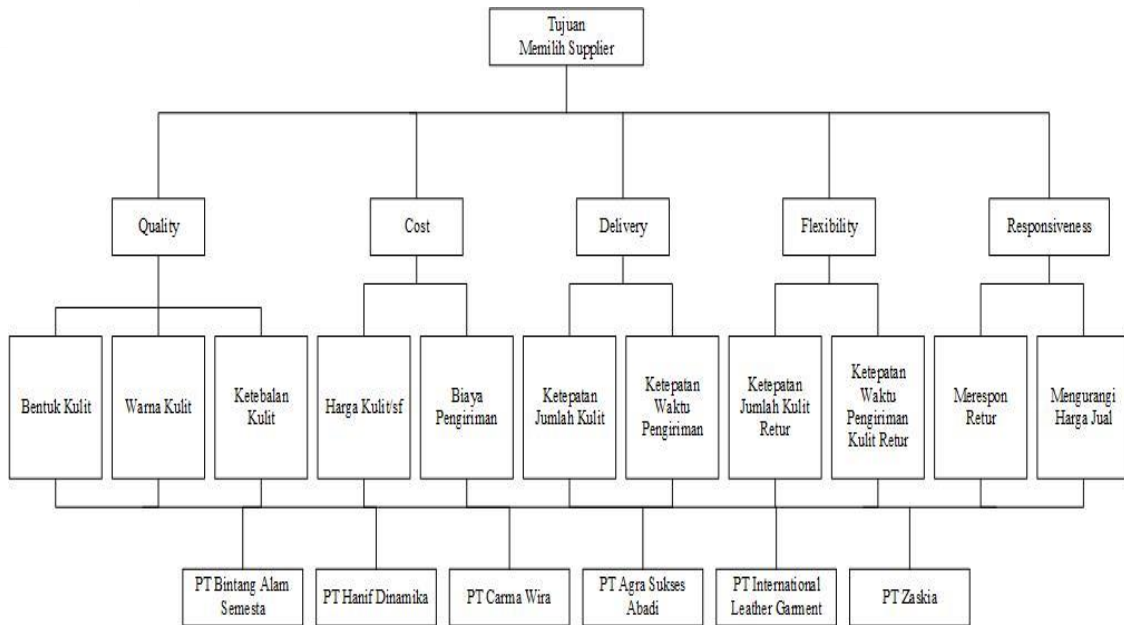 Tujuan
Memilih Supplier
Quality
Cost
Delivery
Flexibility
Responsiveness
Bentuk Kulit
Warna Kulit
Ketebalan
Kulit
Harga Kulit/sf
Biaya
Pengiriman
Ketepatan
Jumlah Kulit
Ketepatan
Waktu
Pengiriman
Ketepatan
Jumlah Kulit
Retur
Ketepatan
Waktu
Pengiriman
Kulit Retur
Merespon
Retur
Mengurangi
Harga Jual
PT Bintang Alam
Semesta
PT Hanif Dinamika
PT Carma Wira
PT Agra Sukses
Abadi
PT International
Leather Garment
PT Zaskia